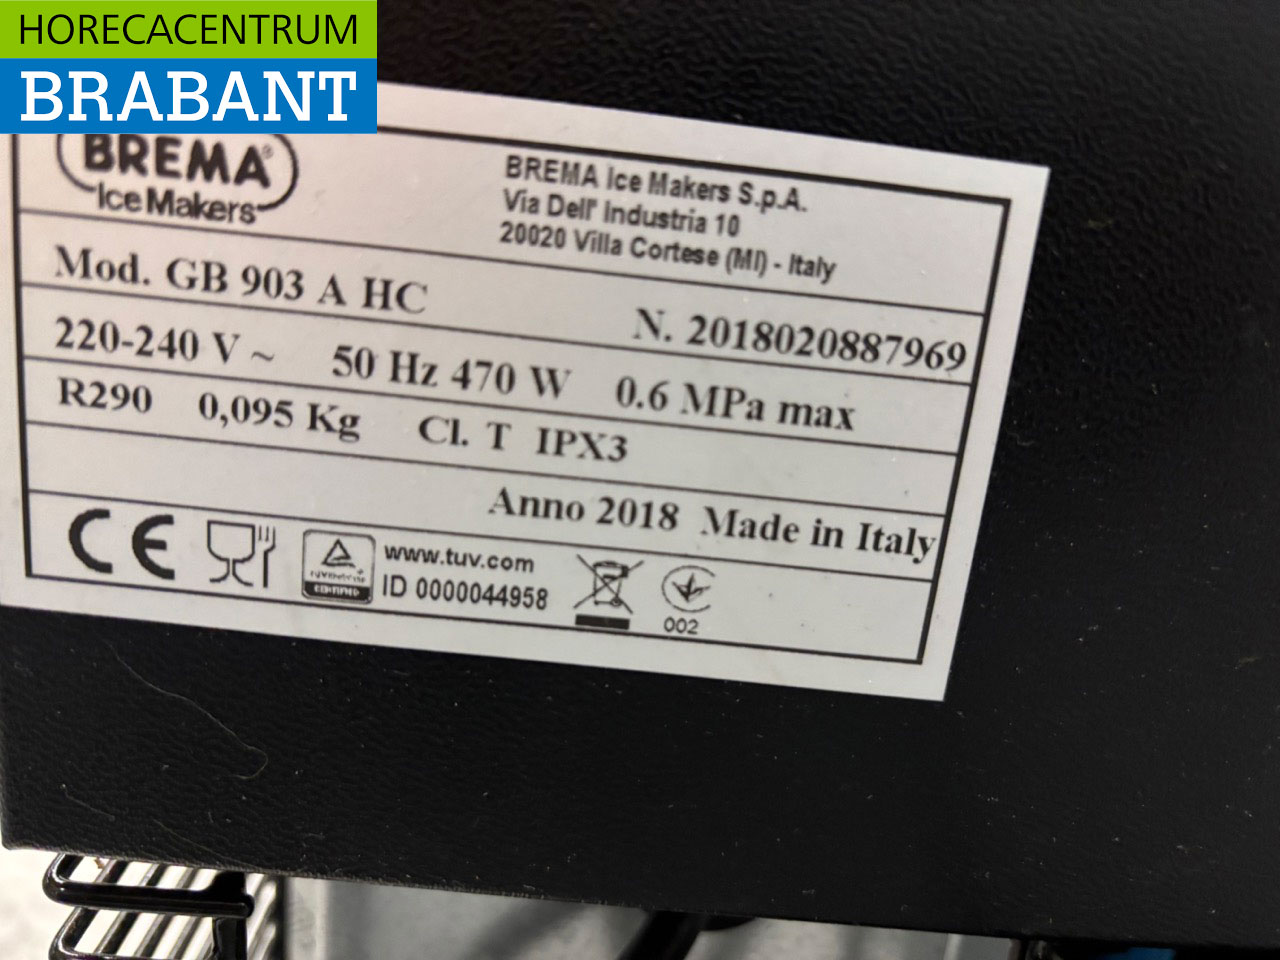 HORECACENTRUM
BRABANT
BREMA®
Ice Makers
BREMA Ice Makers S.p.A.
Via Dell' Industria 10
20020 Villa Cortese (MI) - Italy
Mod. GB 903 A HC
N. 2018020887969
220-240 V ~ 50 Hz 470 W 0.6 MPa max
R290 0,095 Kg Cl. T IPX3
Anno 2018 Made in Italy
CE
TÜVRheinland
CERTIFIED
www.tuv.com
ID 0000044958
002